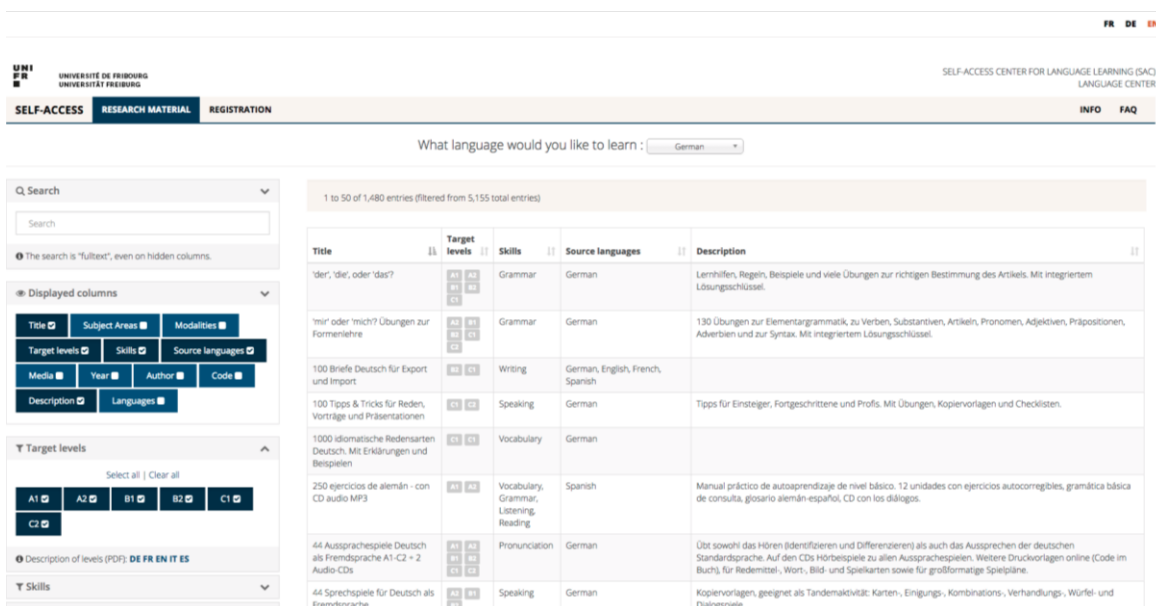 FR DE EN
UNI
FR
UNIVERSITÉ DE FRIBOURG
UNIVERSITÄT FREIBURG
SELF-ACCESS CENTER FOR LANGUAGE LEARNING (SAC)
LANGUAGE CENTER
SELF-ACCESS RESEARCH MATERIAL REGISTRATION INFO FAQ
What language would you like to learn : German
Search
Search
The search is "fulltext", even on hidden columns.
Displayed columns
Title Subject Areas Modalities
Target levels Skills Source languages
Media Year Author Code
Description Languages
Target levels
Select all | Clear all
A1 A2 B1 B2 C1
C2
Description of levels (PDF): DE FR EN IT ES
Skills
1 to 50 of 1,480 entries (filtered from 5,155 total entries)
Title Target levels Skills Source languages Description
'der', 'die', oder 'das'? A1 A2 Grammar German Lernhilfen, Regeln, Beispiele und viele Übungen zur richtigen Bestimmung des Artikels. Mit integriertem
B1 B2 Lösungsschlüssel.
C1
'mir' oder 'mich'? Übungen zur A2 B1 Grammar German 130 Übungen zur Elementargrammatik, zu Verben, Substantiven, Artikeln, Pronomen, Adjektiven, Präpositionen,
Formenlehre B2 C1 Adverbien und zur Syntax. Mit integriertem Lösungsschlüssel.
C2
100 Briefe Deutsch für Export B2 C1 Writing German, English, French,
und Import Spanish
100 Tipps & Tricks für Reden, C1 C2 Speaking German Tipps für Einsteiger, Fortgeschrittene und Profis. Mit Übungen, Kopiervorlagen und Checklisten.
Vorträge und Präsentationen
1000 idiomatische Redensarten C1 C1 Vocabulary German
Deutsch. Mit Erklärungen und
Beispielen
250 ejercicios de alemán - con A1 A2 Vocabulary, Spanish Manual práctico de autoaprendizaje de nivel básico. 12 unidades con ejercicios autocorregibles, gramática básica
CD audio MP3 Grammar, de consulta, glosario alemán-español, CD con los diálogos.
Listening,
Reading
44 Aussprachespiele Deutsch A1 A2 Pronunciation German Übt sowohl das Hören (Identifizieren und Differenzieren) als auch das Aussprechen der deutschen
als Fremdsprache A1-C2 + 2 B1 B2 Standardsprache. Auf den CDs Hörbeispiele zu allen Aussprachespielen. Weitere Druckvorlagen online (Code im
Audio-CDs C1 C2 Buch), für Redemittel-, Wort-, Bild- und Spielkarten sowie für großformatige Spielpläne.
44 Sprechspiele für Deutsch als A2 B1 Speaking German Kopiervorlagen, geeignet als Tandemaktivität: Karten-, Einigungs-, Kombinations-, Verhandlungs-, Würfel- und
Fremdsprache Dialogspiele.